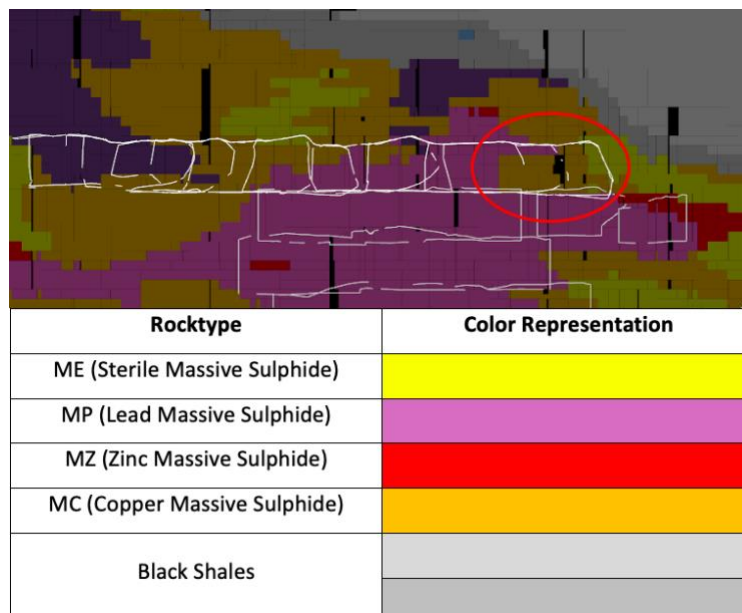 Rocktype Color Representation
ME (Sterile Massive Sulphide)
MP (Lead Massive Sulphide)
MZ (Zinc Massive Sulphide)
MC (Copper Massive Sulphide)
Black Shales